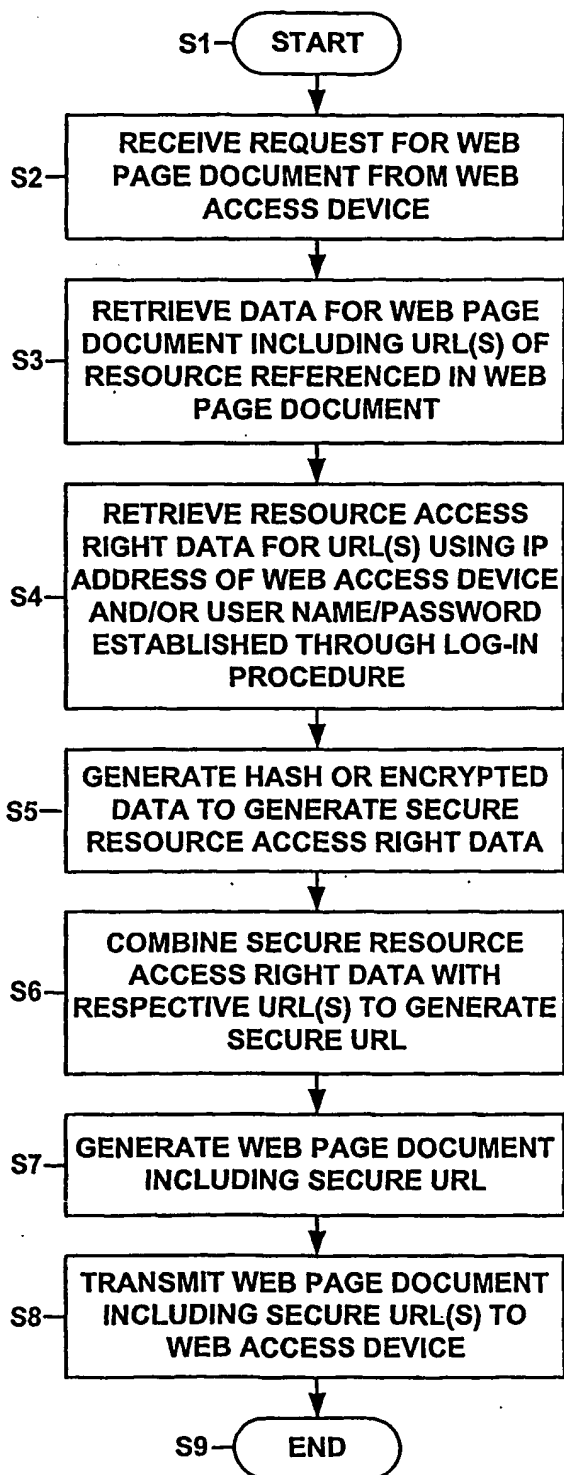 S1 START
S2 RECEIVE REQUEST FOR WEB
PAGE DOCUMENT FROM WEB
ACCESS DEVICE
S3 RETRIEVE DATA FOR WEB PAGE
DOCUMENT INCLUDING URL(S) OF
RESOURCE REFERENCED IN WEB
PAGE DOCUMENT
S4 RETRIEVE RESOURCE ACCESS
RIGHT DATA FOR URL(S) USING IP
ADDRESS OF WEB ACCESS DEVICE
AND/OR USER NAME/PASSWORD
ESTABLISHED THROUGH LOG-IN
PROCEDURE
S5 GENERATE HASH OR ENCRYPTED
DATA TO GENERATE SECURE
RESOURCE ACCESS RIGHT DATA
S6 COMBINE SECURE RESOURCE
ACCESS RIGHT DATA WITH
RESPECTIVE URL(S) TO GENERATE
SECURE URL
S7 GENERATE WEB PAGE DOCUMENT
INCLUDING SECURE URL
S8 TRANSMIT WEB PAGE DOCUMENT
INCLUDING SECURE URL(S) TO
WEB ACCESS DEVICE
S9 END